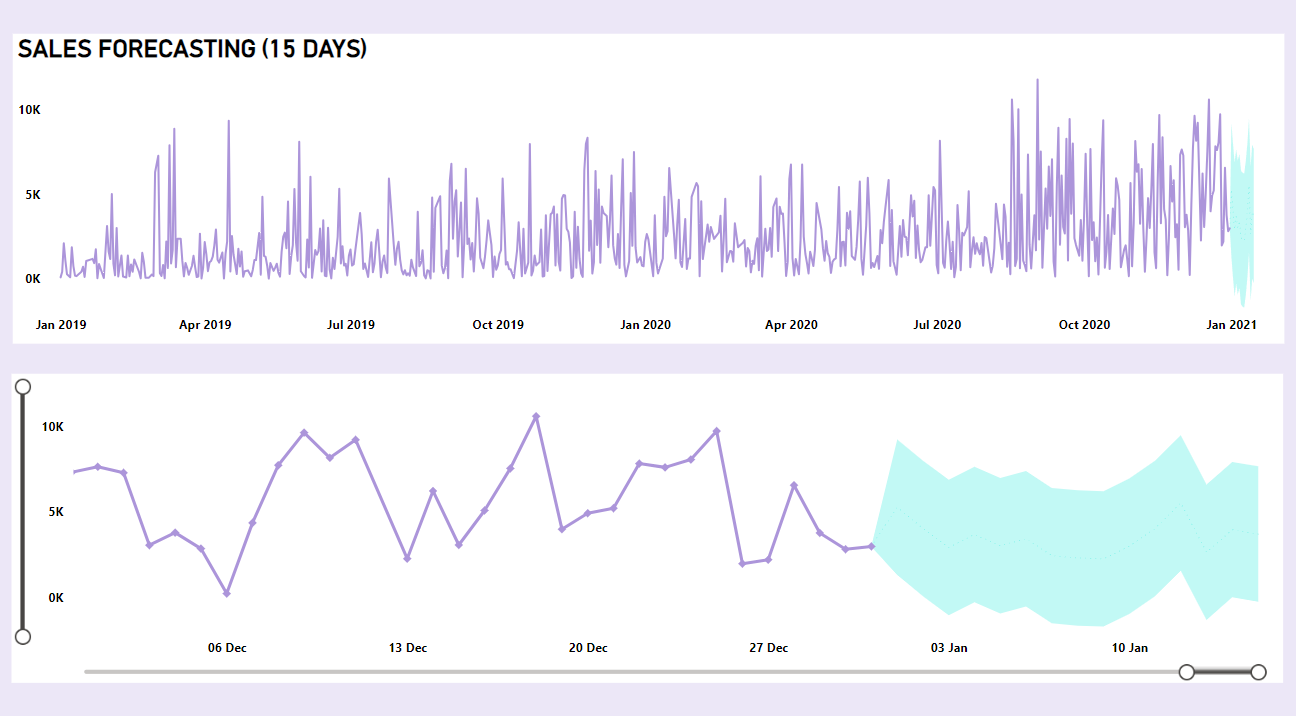 SALES FORECASTING (15 DAYS)
10K
5K
0K
Jan 2019 Apr 2019 Jul 2019 Oct 2019 Jan 2020 Apr 2020 Jul 2020 Oct 2020 Jan 2021
10K
5K
0K
06 Dec 13 Dec 20 Dec 27 Dec 03 Jan 10 Jan